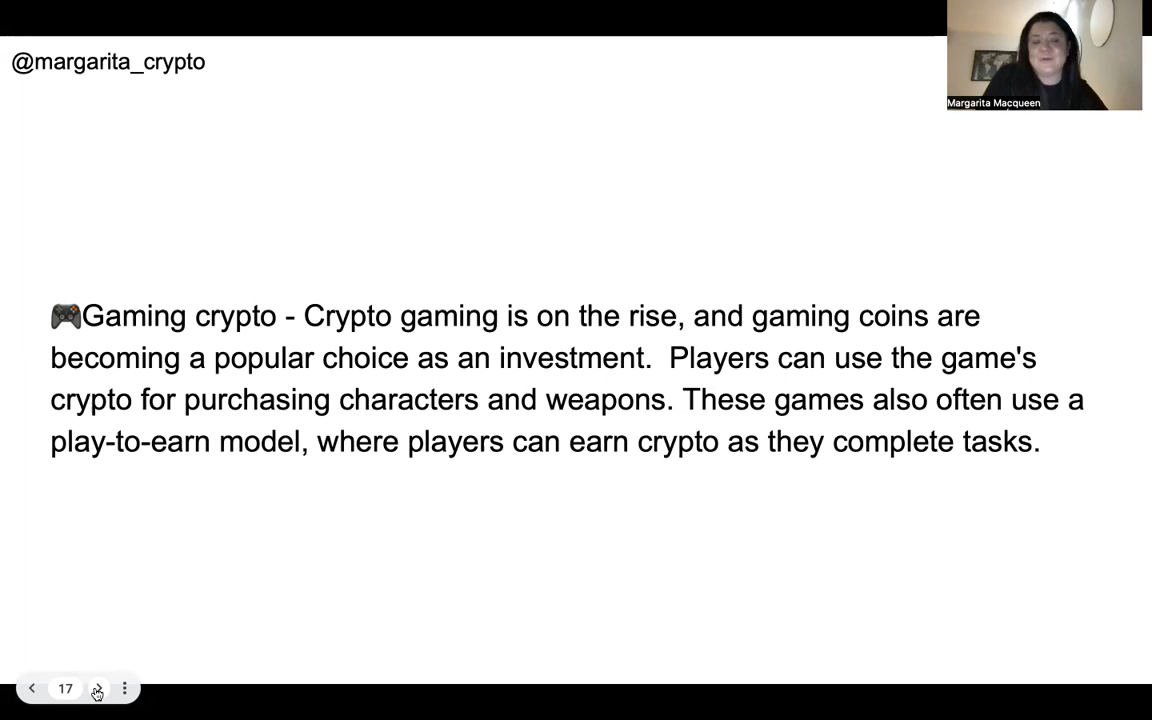 @margarita_crypto
Margarita Macqueen
🎮Gaming crypto - Crypto gaming is on the rise, and gaming coins are
becoming a popular choice as an investment.  Players can use the game's
crypto for purchasing characters and weapons. These games also often use a
play-to-earn model, where players can earn crypto as they complete tasks.
17